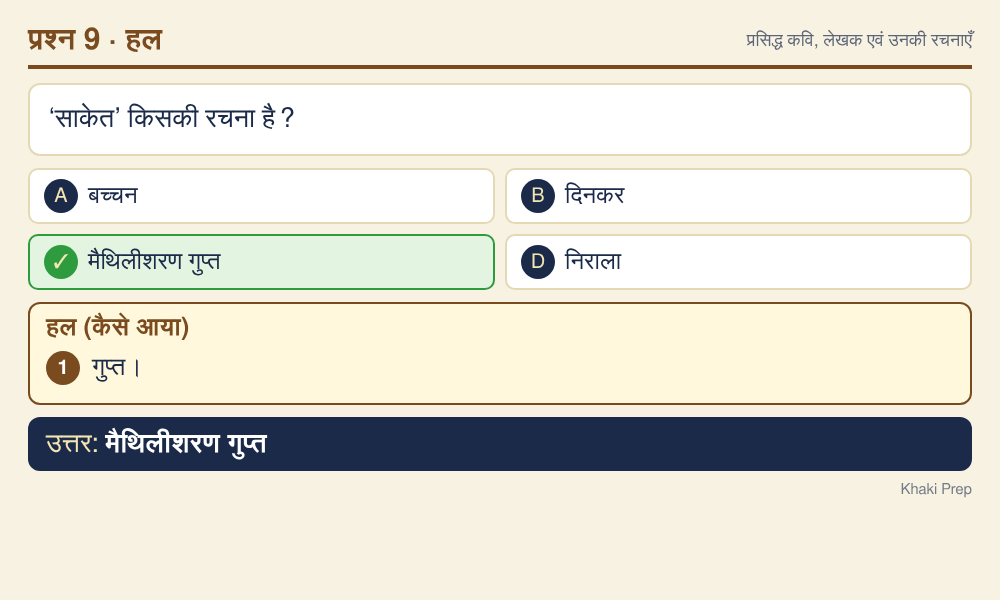 प्रश्न 9 · हल
प्रसिद्ध कवि, लेखक एवं उनकी रचनाएँ
‘साकेत’ किसकी रचना है ?
A बच्चन
B दिनकर
✓ मैथिलीशरण गुप्त
D निराला
हल (कैसे आया)
1 गुप्त।
उत्तर: मैथिलीशरण गुप्त
Khaki Prep